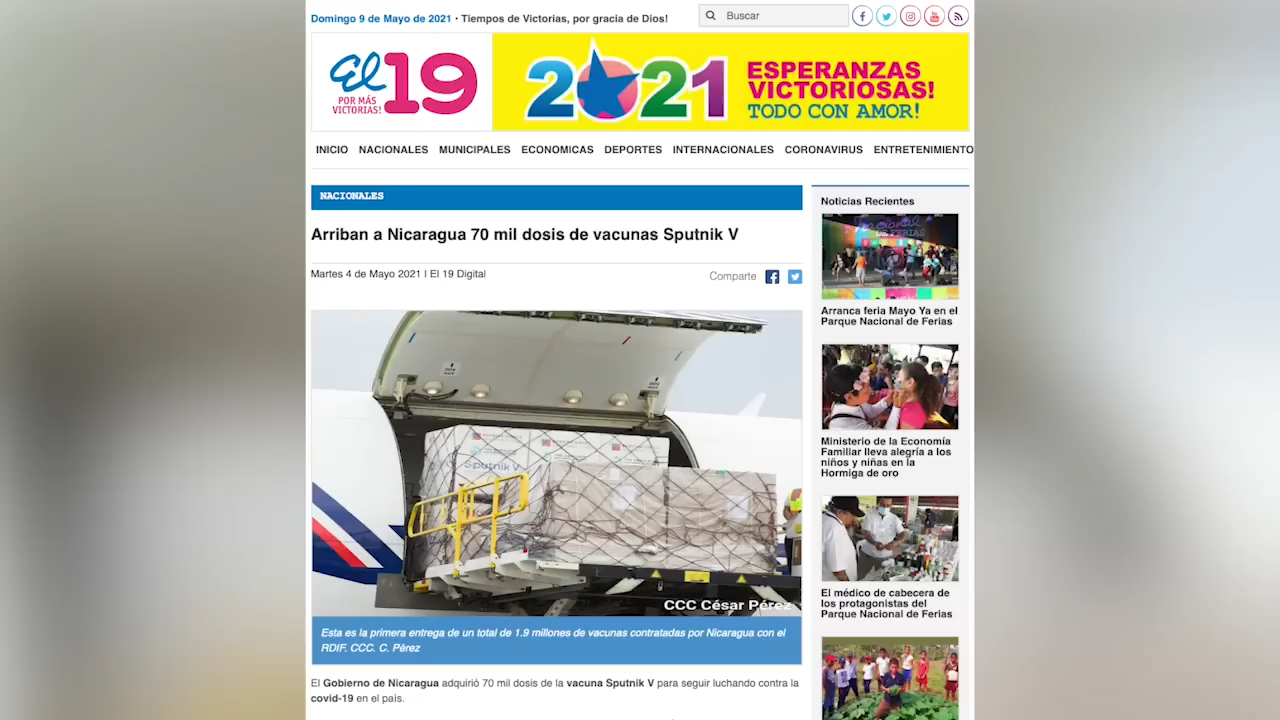 Domingo 9 de Mayo de 2021 · Tiempos de Victorias, por gracia de Dios!
Buscar
El 19
POR MÁS
VICTORIAS!
2021
ESPERANZAS
VICTORIOSAS!
TODO CON AMOR!
INICIO NACIONALES MUNICIPALES ECONOMICAS DEPORTES INTERNACIONALES CORONAVIRUS ENTRETENIMIENTO
NACIONALES
Arriban a Nicaragua 70 mil dosis de vacunas Sputnik V
Martes 4 de Mayo 2021 | El 19 Digital
Comparte
Sputnik V
CCC César Pérez
Esta es la primera entrega de un total de 1.9 millones de vacunas contratadas por Nicaragua con el
RDIF. CCC. C. Pérez
El Gobierno de Nicaragua adquirió 70 mil dosis de la vacuna Sputnik V para seguir luchando contra la
covid-19 en el país.
Noticias Recientes
Nacional
DE FERIAS
Arranca feria Mayo Ya en el
Parque Nacional de Ferias
Ministerio de la Economía
Familiar lleva alegría a los
niños y niñas en la
Hormiga de oro
El médico de cabecera de
los protagonistas del
Parque Nacional de Ferias